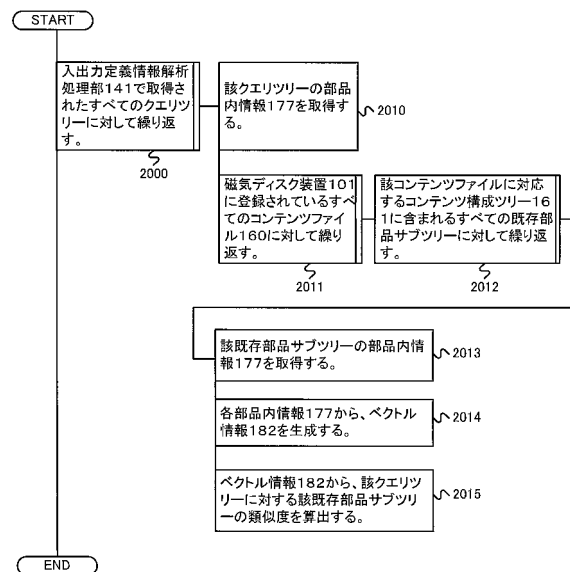 START
入出力定義情報解析
処理部141で取得さ
れたすべてのクエリツ
リーに対して繰り返
す。
2000
該クエリツリーの部品
内情報177を取得す
る。
2010
磁気ディスク装置101
に登録されているすべ
てのコンテンツファイ
ル160に対して繰り
返す。
2011
該コンテンツファイルに対応
するコンテンツ構成ツリー16
1に含まれるすべての既存
部品サブツリーに対して繰り
返す。
2012
該既存部品サブツリーの部品内情
報177を取得する。
2013
各部品内情報177から、ベクトル
情報182を生成する。
2014
ベクトル情報182から、該クエリツ
リーに対する該既存部品サブツリ
ーの類似度を算出する。
2015
END